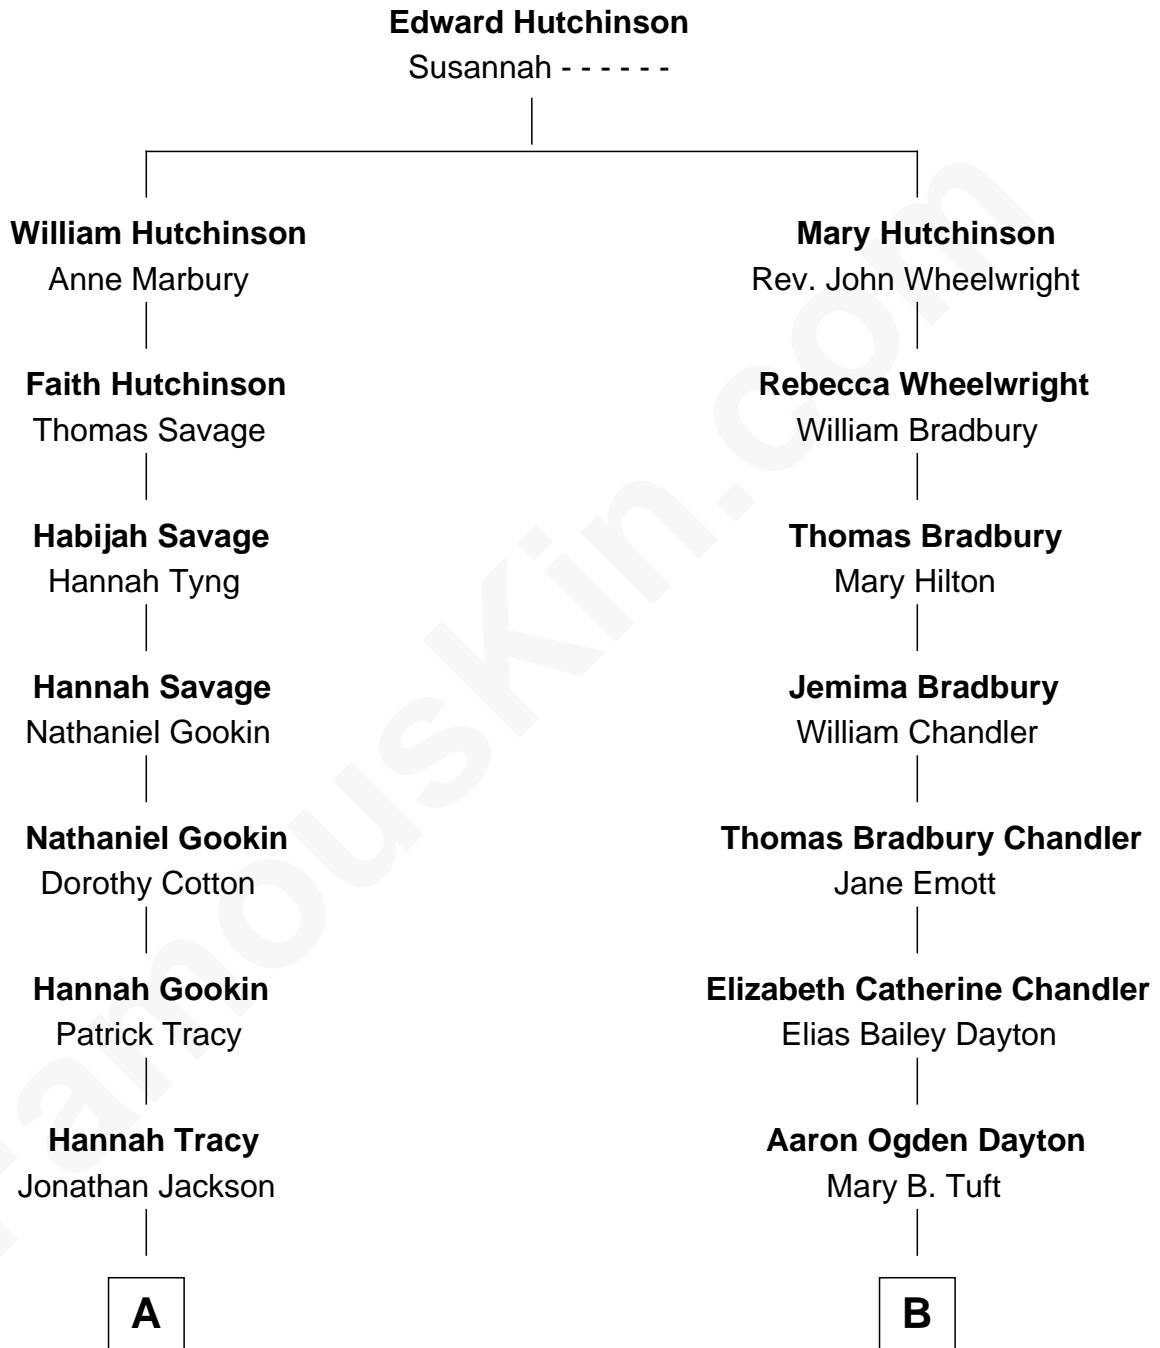 Edward Hutchinson
Susannah - - - - - -
William Hutchinson
Anne Marbury
Mary Hutchinson
Rev. John Wheelwright
Faith Hutchinson
Thomas Savage
Rebecca Wheelwright
William Bradbury
Habijah Savage
Hannah Tyng
Thomas Bradbury
Mary Hilton
Hannah Savage
Nathaniel Gookin
Jemima Bradbury
William Chandler
Nathaniel Gookin
Dorothy Cotton
Thomas Bradbury Chandler
Jane Emott
Hannah Gookin
Patrick Tracy
Elizabeth Catherine Chandler
Elias Bailey Dayton
Hannah Tracy
Jonathan Jackson
Aaron Ogden Dayton
Mary B. Tuft
A
B
FamousKin.com